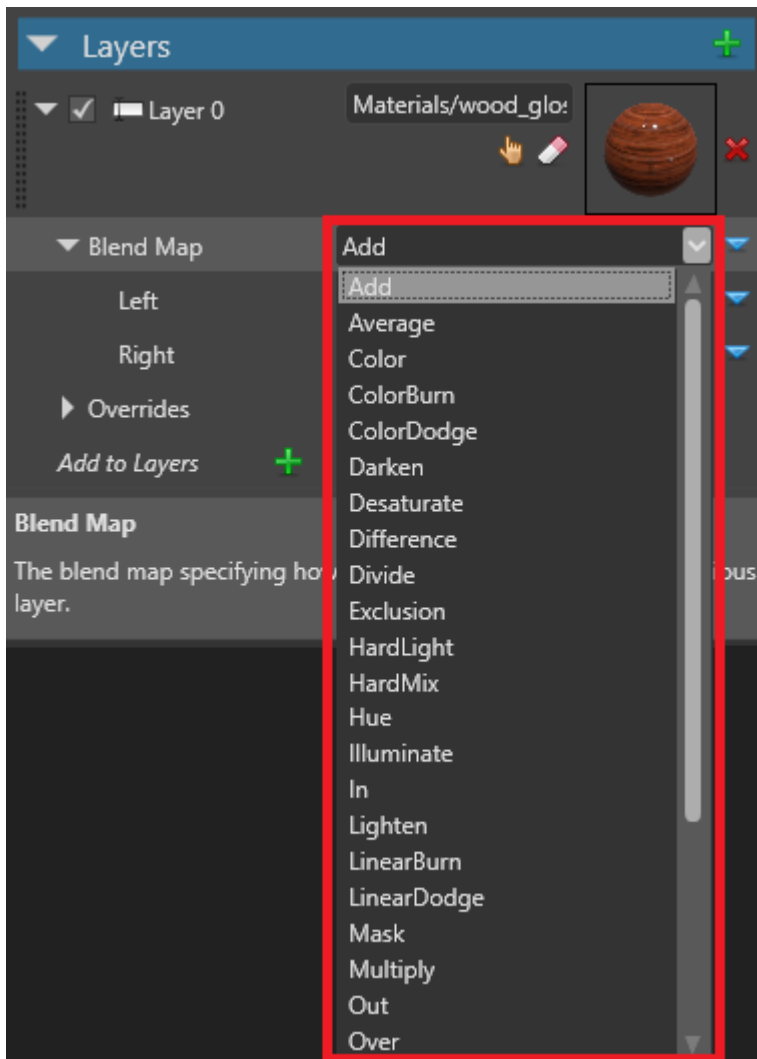 Layers
Layer 0 Materials/wood_glos
Blend Map Add
Add
Average
Left
Color
Right
ColorBurn
ColorDodge
Overrides
Darken
Add to Layers
Desaturate
Blend Map
Difference
The blend map specifying how
Divide
layer.
Exclusion
HardLight
HardMix
Hue
Illuminate
In
Lighten
LinearBurn
LinearDodge
Mask
Multiply
Out
Over